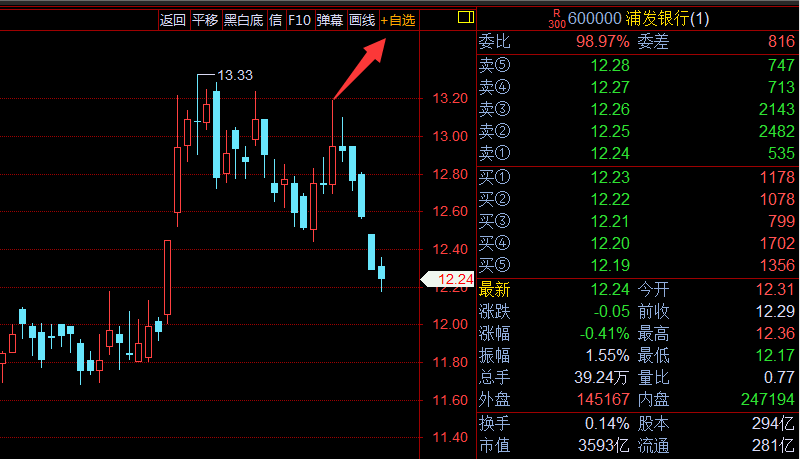 返回 平移 黑白底 信 F10 弹幕 画线 +自选
13.33
13.20
13.00
12.80
12.60
12.40
12.24
12.20
12.00
11.80
11.60
11.40
R 300 600000 浦发银行(1)
委比 98.97% 委差 816
卖⑤ 12.28 747
卖④ 12.27 713
卖③ 12.26 2143
卖② 12.25 2482
卖① 12.24 535
买① 12.23 1178
买② 12.22 1078
买③ 12.21 799
买④ 12.20 1702
买⑤ 12.19 1356
最新 12.24 今开 12.31
涨跌 -0.05 前收 12.29
涨幅 -0.41% 最高 12.36
振幅 1.55% 最低 12.17
总手 39.24万 量比 0.77
外盘 145167 内盘 247194
换手 0.14% 股本 294亿
市值 3593亿 流通 281亿